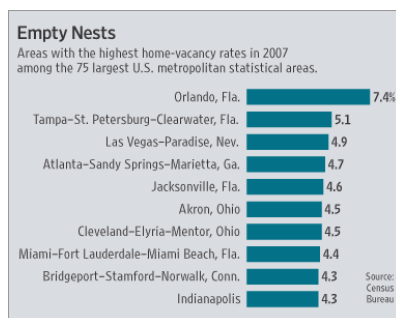 Empty Nests
Areas with the highest home-vacancy rates in 2007
among the 75 largest U.S. metropolitan statistical areas.
Orlando, Fla. 7.4%
Tampa–St. Petersburg–Clearwater, Fla. 5.1
Las Vegas–Paradise, Nev. 4.9
Atlanta–Sandy Springs–Marietta, Ga. 4.7
Jacksonville, Fla. 4.6
Akron, Ohio 4.5
Cleveland–Elyria–Mentor, Ohio 4.5
Miami–Fort Lauderdale–Miami Beach, Fla. 4.4
Bridgeport–Stamford–Norwalk, Conn. 4.3
Indianapolis 4.3
Source:
Census
Bureau